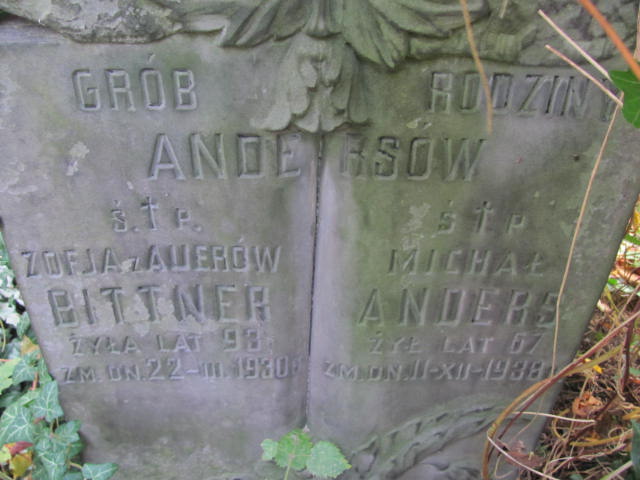 GRÓB RODZINY
ANDERSÓW
Ś. † P.
ZOFJA z AUERÓW
BITTNER
ŻYŁA LAT 93
ZM. DN. 22-III. 1930 r
Ś † P
MICHAŁ
ANDERS
ŻYŁ LAT 67
ZM. DN. 11-XII-1938 r